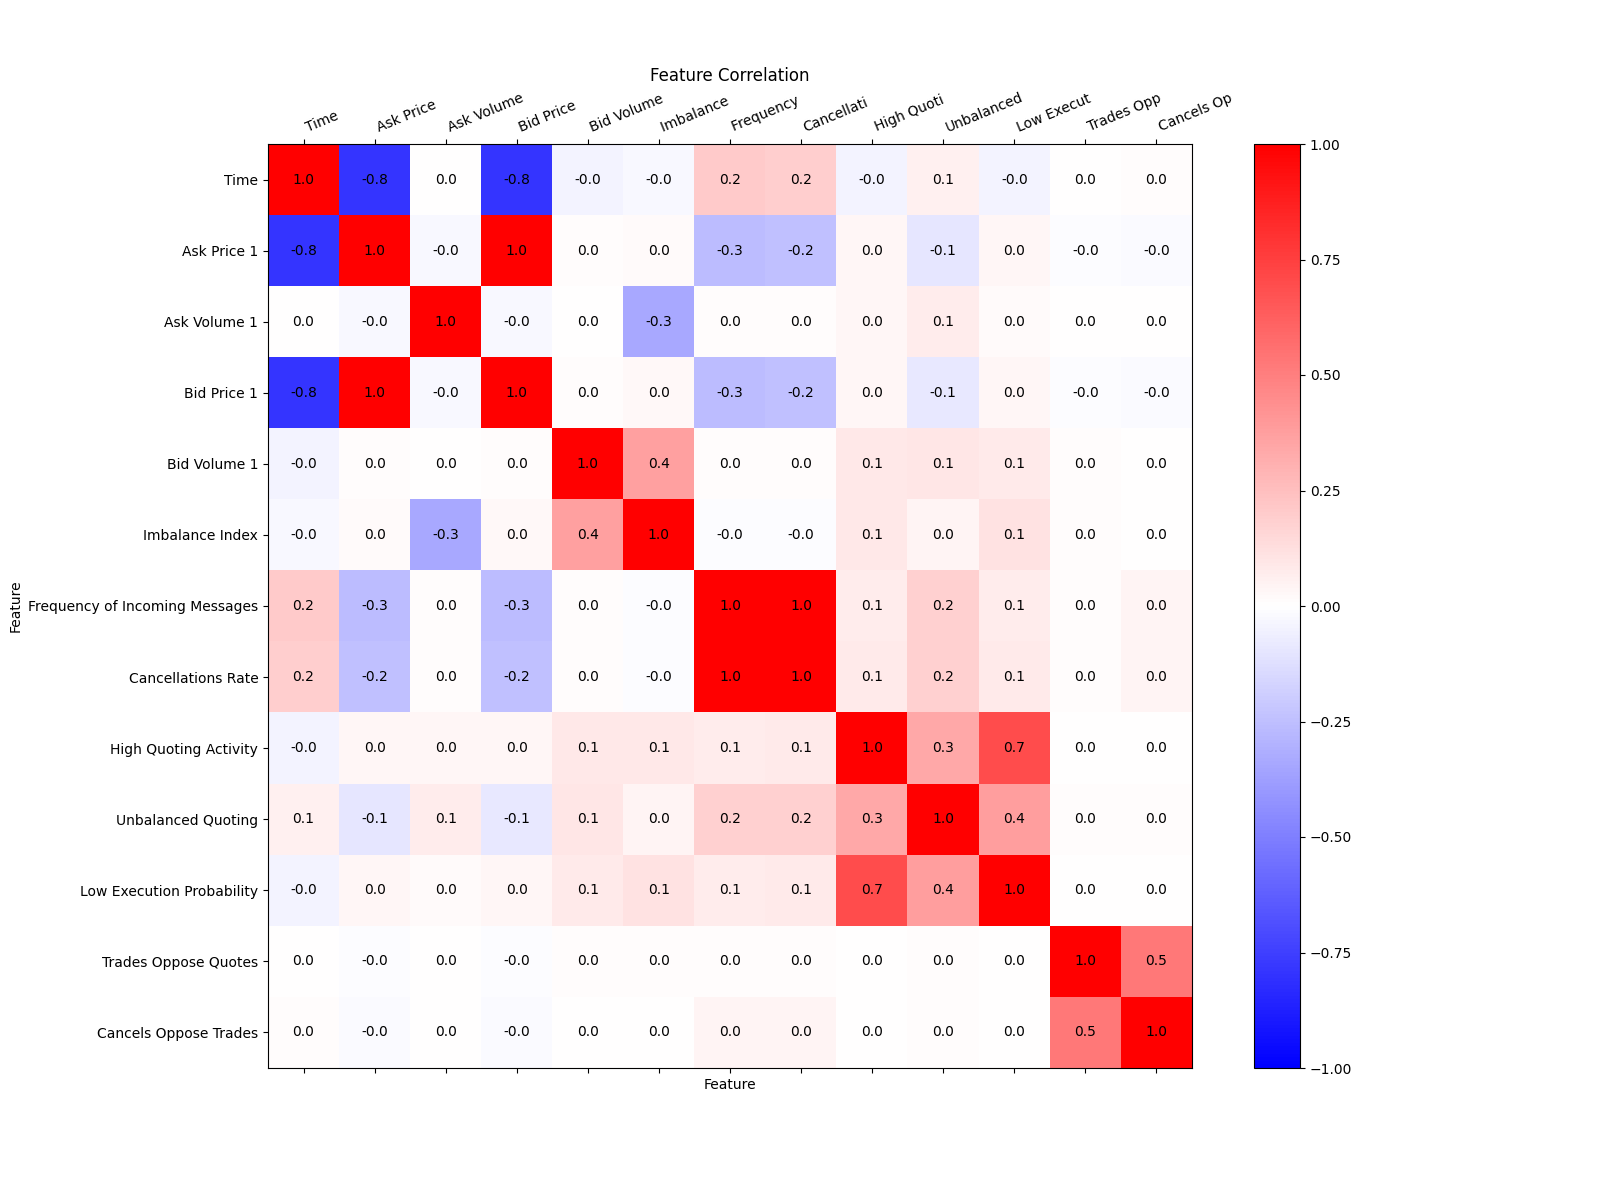 Feature Correlation
Time Ask Price Ask Volume Bid Price Bid Volume Imbalance Frequency Cancellati High Quoti Unbalanced Low Execut Trades Opp Cancels Op
Time 1.0 -0.8 0.0 -0.8 -0.0 -0.0 0.2 0.2 -0.0 0.1 -0.0 0.0 0.0
Ask Price 1 -0.8 1.0 -0.0 1.0 0.0 0.0 -0.3 -0.2 0.0 -0.1 0.0 -0.0 -0.0
Ask Volume 1 0.0 -0.0 1.0 -0.0 0.0 -0.3 0.0 0.0 0.0 0.1 0.0 0.0 0.0
Bid Price 1 -0.8 1.0 -0.0 1.0 0.0 0.0 -0.3 -0.2 0.0 -0.1 0.0 -0.0 -0.0
Bid Volume 1 -0.0 0.0 0.0 0.0 1.0 0.4 0.0 0.0 0.1 0.1 0.1 0.0 0.0
Imbalance Index -0.0 0.0 -0.3 0.0 0.4 1.0 -0.0 -0.0 0.1 0.0 0.1 0.0 0.0
Frequency of Incoming Messages 0.2 -0.3 0.0 -0.3 0.0 -0.0 1.0 1.0 0.1 0.2 0.1 0.0 0.0
Cancellations Rate 0.2 -0.2 0.0 -0.2 0.0 -0.0 1.0 1.0 0.1 0.2 0.1 0.0 0.0
High Quoting Activity -0.0 0.0 0.0 0.0 0.1 0.1 0.1 0.1 1.0 0.3 0.7 0.0 0.0
Unbalanced Quoting 0.1 -0.1 0.1 -0.1 0.1 0.0 0.2 0.2 0.3 1.0 0.4 0.0 0.0
Low Execution Probability -0.0 0.0 0.0 0.0 0.1 0.1 0.1 0.1 0.7 0.4 1.0 0.0 0.0
Trades Oppose Quotes 0.0 -0.0 0.0 -0.0 0.0 0.0 0.0 0.0 0.0 0.0 0.0 1.0 0.5
Cancels Oppose Trades 0.0 -0.0 0.0 -0.0 0.0 0.0 0.0 0.0 0.0 0.0 0.0 0.5 1.0
Feature
Feature
1.00
0.75
0.50
0.25
0.00
−0.25
−0.50
−0.75
−1.00